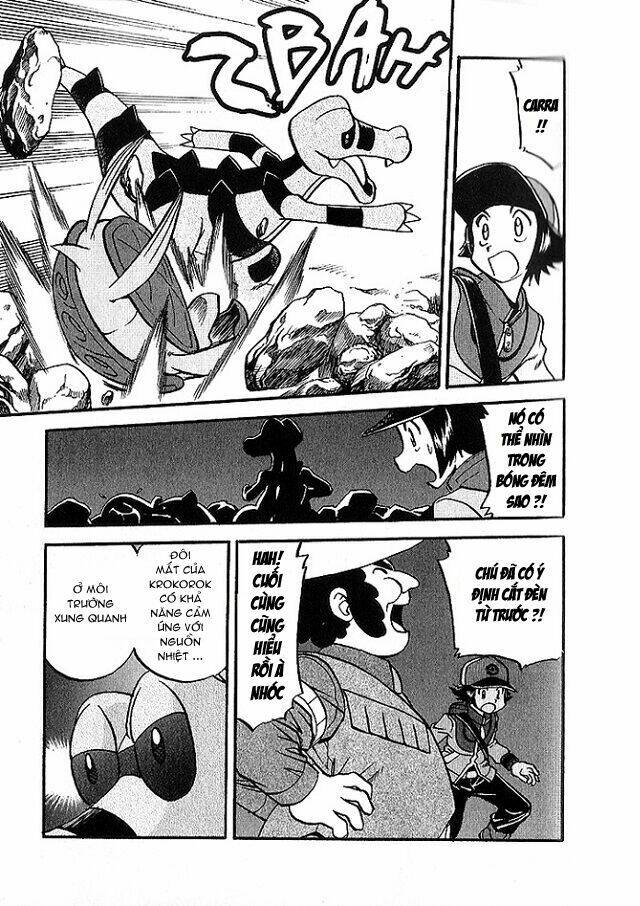 CARRA
!!
ZBAH
NÓ CÓ
THỂ NHÌN
TRONG
BÓNG ĐÊM
SAO ?!
CHÚ ĐÃ CÓ Ý
ĐỊNH CẮT ĐÈN
TỪ TRƯỚC ?!
HAH!
CUỐI
CÙNG
CŨNG
HIỂU
RỒI À
NHÓC
ĐÔI
MẮT CỦA
KROKOROK
CÓ KHẢ
NĂNG CẢM
ỨNG VỚI
NGUỒN
NHIỆT ...
Ở MÔI
TRƯỜNG
XUNG QUANH